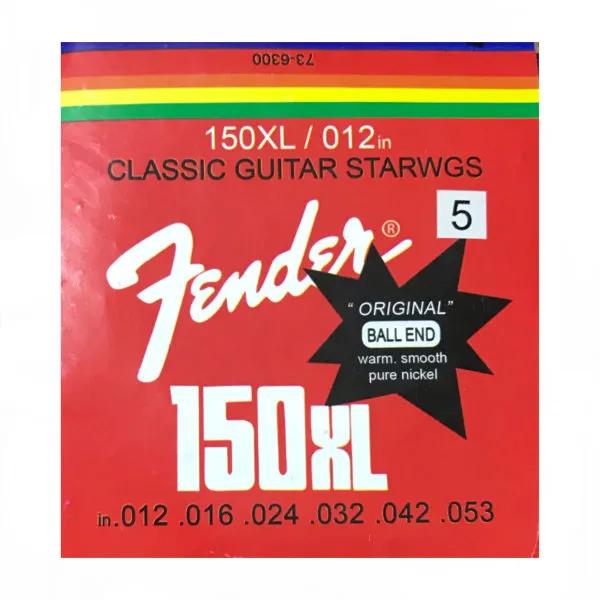 73-6300
150XL / 012in
CLASSIC GUITAR STARWGS
5
Fender®
" ORIGINAL"
BALL END
warm. smooth
pure nickel
150XL
in.012 .016 .024 .032 .042 .053